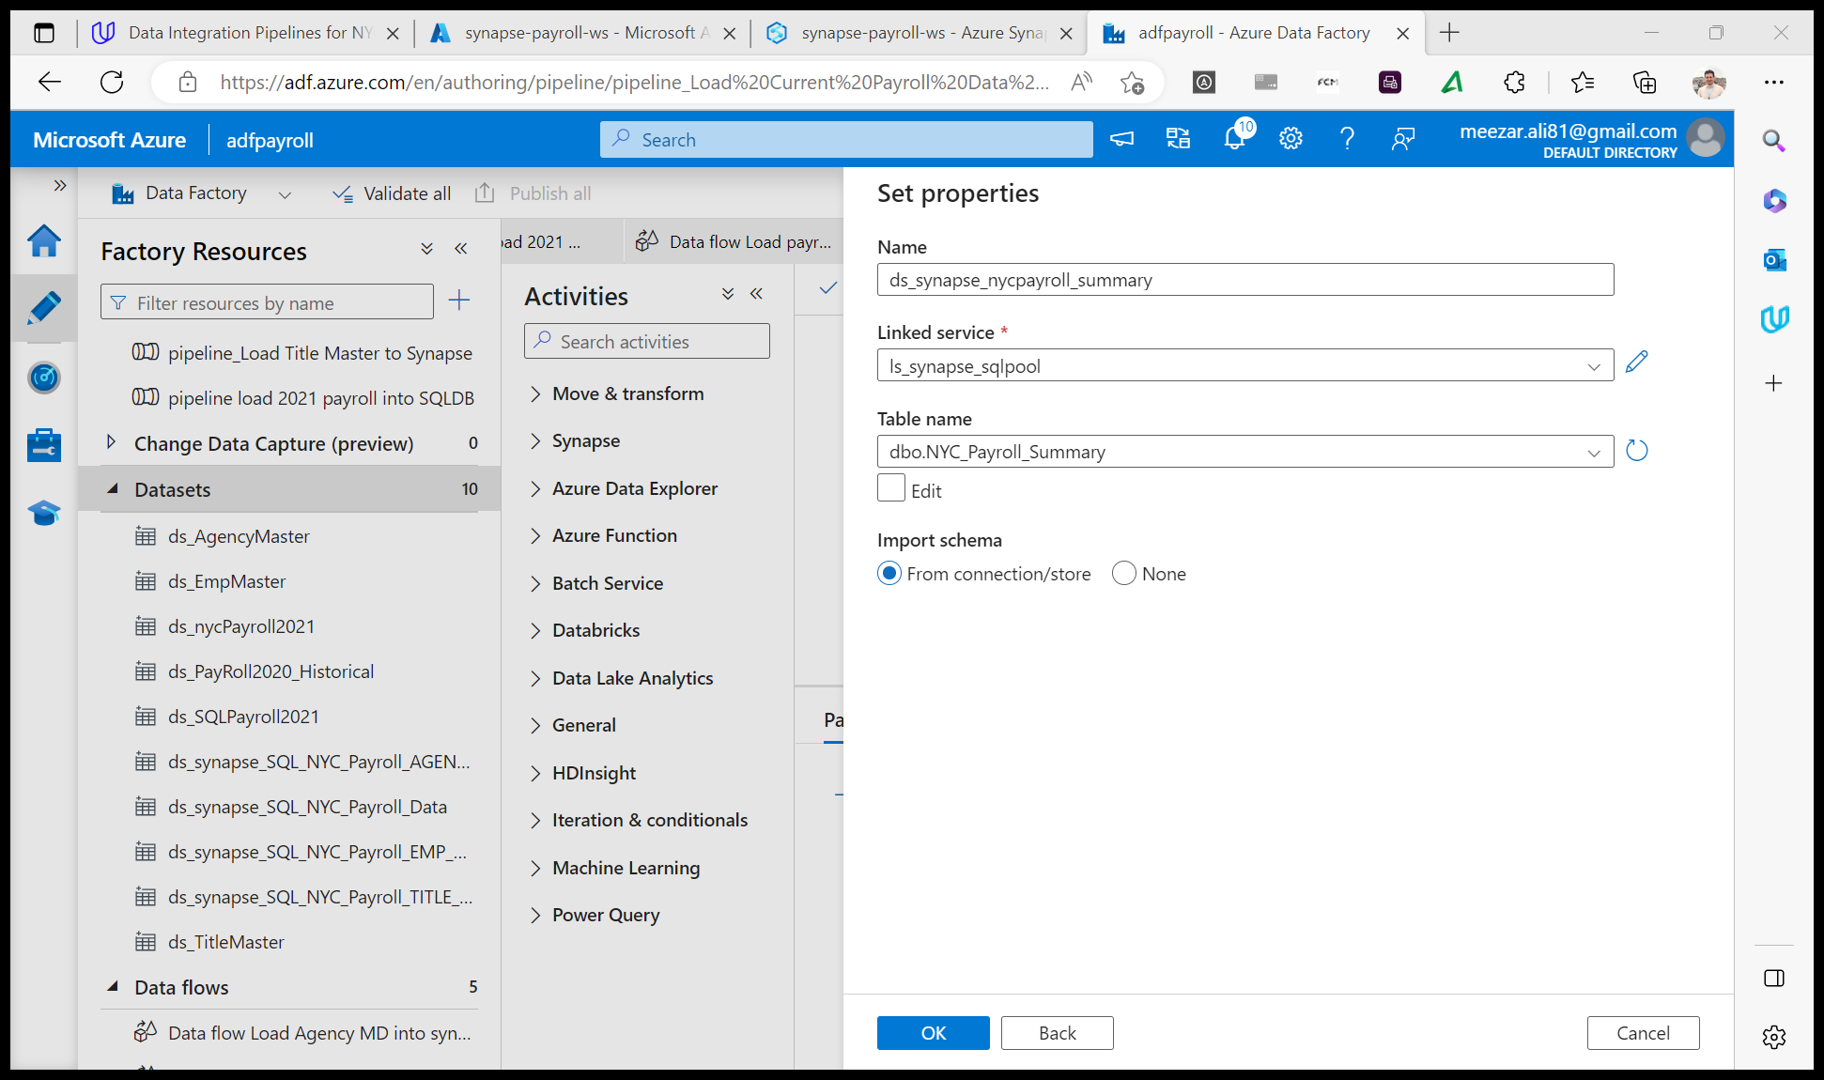 Data Integration Pipelines for NY
synapse-payroll-ws - Microsoft A
synapse-payroll-ws - Azure Syna
adfpayroll - Azure Data Factory
https://adf.azure.com/en/authoring/pipeline/pipeline_Load%20Current%20Payroll%20Data%2...
FCM
Microsoft Azure
adfpayroll
Search
10
meezar.ali81@gmail.com
DEFAULT DIRECTORY
Data Factory
Validate all
Publish all
Factory Resources
Filter resources by name
pipeline_Load Title Master to Synapse
pipeline load 2021 payroll into SQLDB
Change Data Capture (preview) 0
Datasets 10
ds_AgencyMaster
ds_EmpMaster
ds_nycPayroll2021
ds_PayRoll2020_Historical
ds_SQLPayroll2021
ds_synapse_SQL_NYC_Payroll_AGEN...
ds_synapse_SQL_NYC_Payroll_Data
ds_synapse_SQL_NYC_Payroll_EMP_...
ds_synapse_SQL_NYC_Payroll_TITLE_...
ds_TitleMaster
Data flows 5
Data flow Load Agency MD into syn...
oad 2021 ...
Data flow Load payr...
Activities
Search activities
Move & transform
Synapse
Azure Data Explorer
Azure Function
Batch Service
Databricks
Data Lake Analytics
General
HDInsight
Iteration & conditionals
Machine Learning
Power Query
Pa
Set properties
Name
ds_synapse_nycpayroll_summary
Linked service *
ls_synapse_sqlpool
Table name
dbo.NYC_Payroll_Summary
Edit
Import schema
From connection/store
None
OK
Back
Cancel